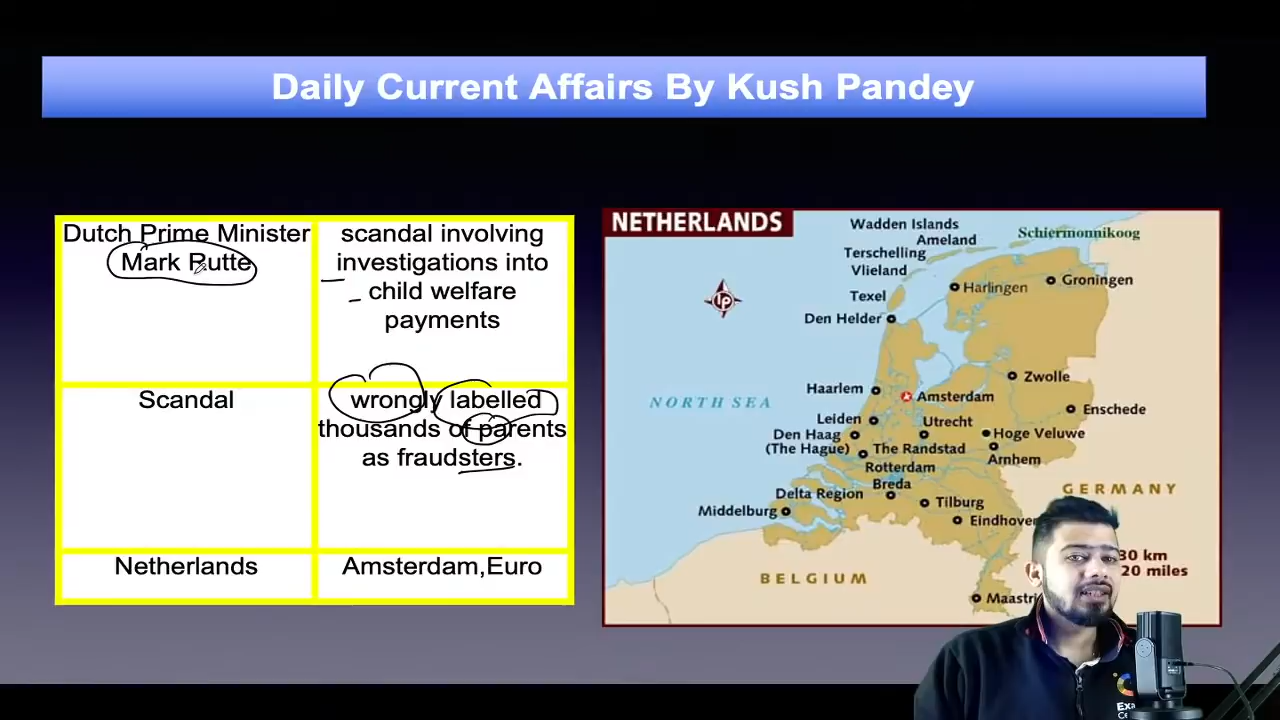 Daily Current Affairs By Kush Pandey
Dutch Prime Minister
Mark Rutte
scandal involving
investigations into
child welfare
payments
Scandal
wrongly labelled
thousands of parents
as fraudsters.
Netherlands
Amsterdam,Euro
NETHERLANDS
Wadden Islands
Ameland
Schiermonnikoog
Terschelling
Vlieland
Texel
Harlingen
Groningen
Den Helder
Zwolle
Haarlem
Amsterdam
NORTH SEA
Enschede
Leiden
Utrecht
Den Haag
(The Hague)
Hoge Veluwe
The Randstad
Arnhem
Rotterdam
Breda
Delta Region
Tilburg
GERMANY
Middelburg
Eindhoven
30 km
20 miles
BELGIUM
Maastri
lp
Exa